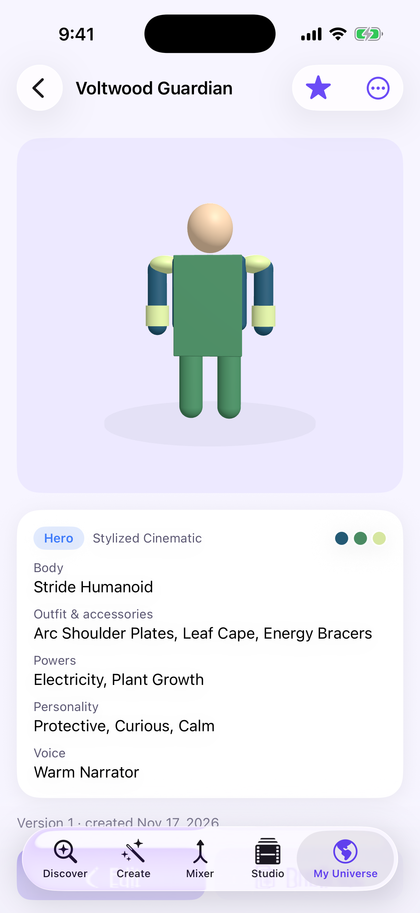 9:41
Voltwood Guardian
Hero Stylized Cinematic
Body
Stride Humanoid
Outfit & accessories
Arc Shoulder Plates, Leaf Cape, Energy Bracers
Powers
Electricity, Plant Growth
Personality
Protective, Curious, Calm
Voice
Warm Narrator
Version 1 · created Nov 17, 2026
Discover Create Mixer Studio My Universe